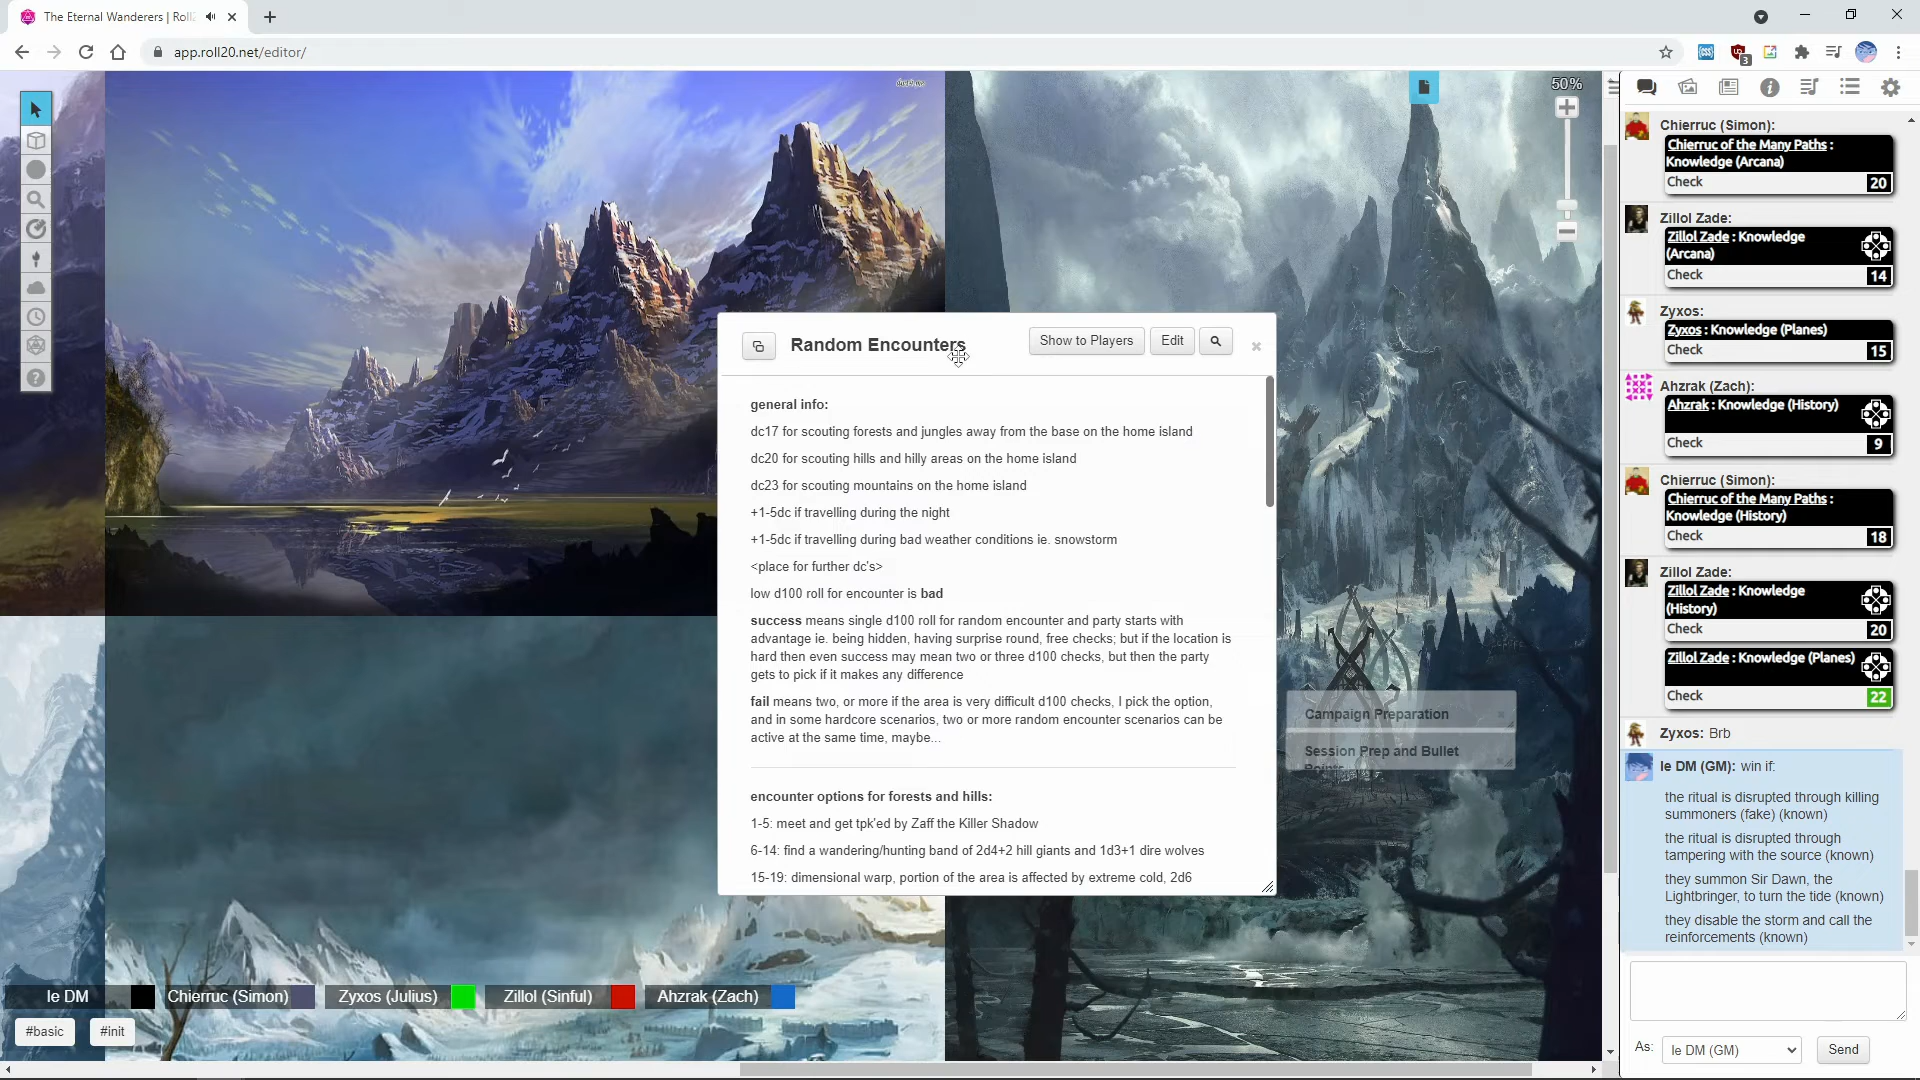 The Eternal Wanderers | Roll
app.roll20.net/editor/
3
50%
Random Encounters
Show to Players
Edit
general info:
dc17 for scouting forests and jungles away from the base on the home island
dc20 for scouting hills and hilly areas on the home island
dc23 for scouting mountains on the home island
+1-5dc if travelling during the night
+1-5dc if travelling during bad weather conditions ie. snowstorm
<place for further dc's>
low d100 roll for encounter is bad
success means single d100 roll for random encounter and party starts with
advantage ie. being hidden, having surprise round, free checks; but if the location is
hard then even success may mean two or three d100 checks, but then the party
gets to pick if it makes any difference
fail means two, or more if the area is very difficult d100 checks, I pick the option,
and in some hardcore scenarios, two or more random encounter scenarios can be
active at the same time, maybe...
encounter options for forests and hills:
1-5: meet and get tpk'ed by Zaff the Killer Shadow
6-14: find a wandering/hunting band of 2d4+2 hill giants and 1d3+1 dire wolves
15-19: dimensional warp, portion of the area is affected by extreme cold, 2d6
Campaign Preparation
Session Prep and Bullet
Points
le DM
Chierruc (Simon)
Zyxos (Julius)
Zillol (Sinful)
Ahzrak (Zach)
#basic
#init
Chierruc (Simon):
Chierruc of the Many Paths :
Knowledge (Arcana)
Check 20
Zillol Zade:
Zillol Zade : Knowledge
(Arcana)
Check 14
Zyxos:
Zyxos : Knowledge (Planes)
Check 15
Ahzrak (Zach):
Ahzrak : Knowledge (History)
Check 9
Chierruc (Simon):
Chierruc of the Many Paths :
Knowledge (History)
Check 18
Zillol Zade:
Zillol Zade : Knowledge
(History)
Check 20
Zillol Zade : Knowledge (Planes)
Check 22
Zyxos: Brb
le DM (GM): win if:
the ritual is disrupted through killing
summoners (fake) (known)
the ritual is disrupted through
tampering with the source (known)
they summon Sir Dawn, the
Lightbringer, to turn the tide (known)
they disable the storm and call the
reinforcements (known)
As:
le DM (GM)
Send